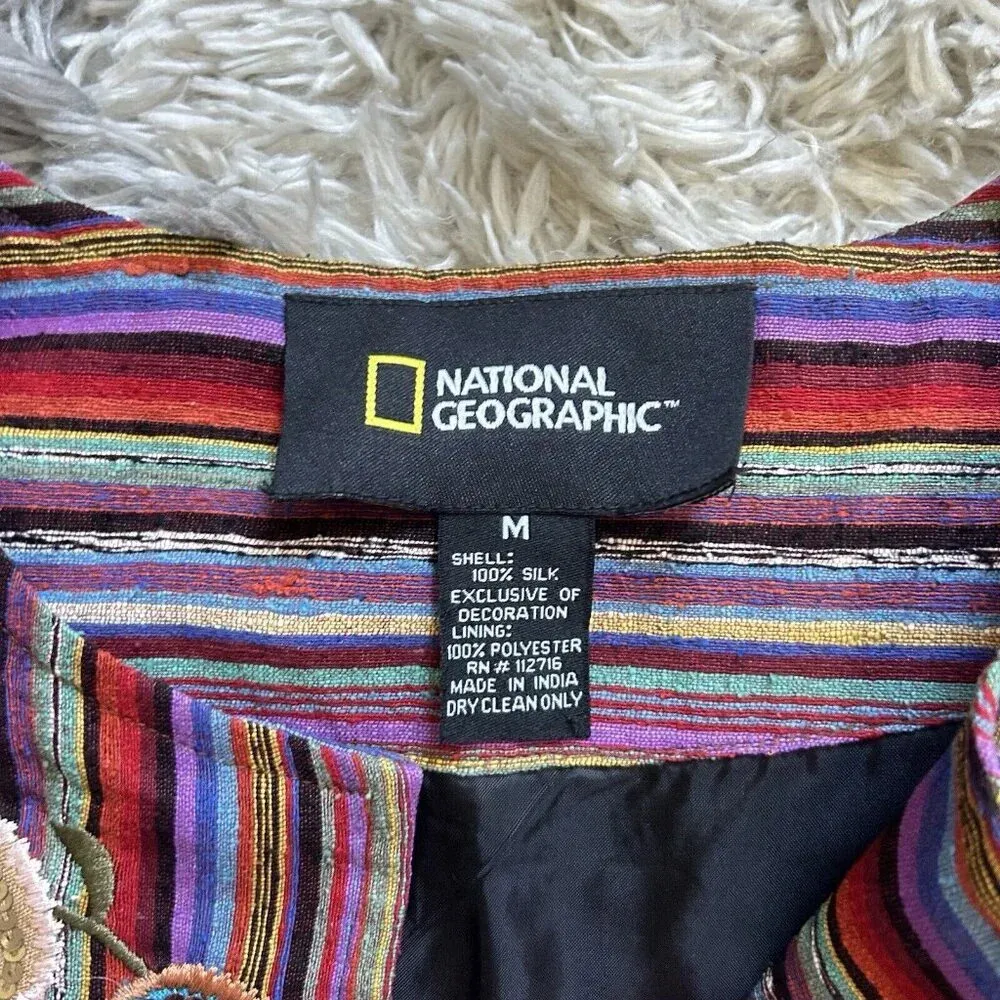 NATIONAL
GEOGRAPHIC™
M
SHELL:
100% SILK
EXCLUSIVE OF
DECORATION
LINING:
100% POLYESTER
RN # 112716
MADE IN INDIA
DRY CLEAN ONLY